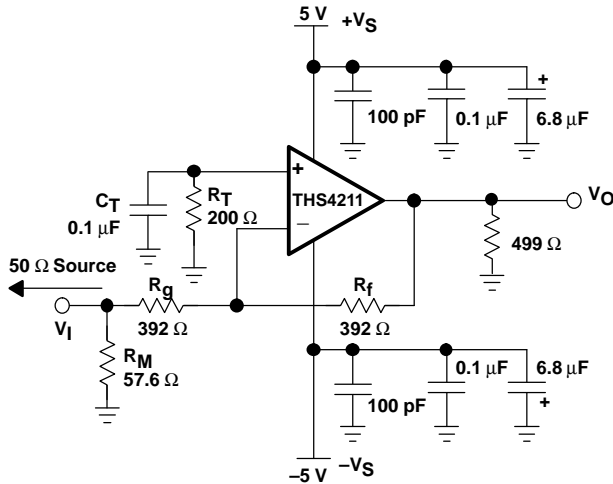 5 V
+VS
+
100 pF
0.1 µF
6.8 µF
+
THS4211
−
CT
0.1 µF
RT
200 Ω
VO
499 Ω
50 Ω Source
VI
Rg
392 Ω
Rf
392 Ω
RM
57.6 Ω
0.1 µF
6.8 µF
100 pF
+
−5 V
−VS